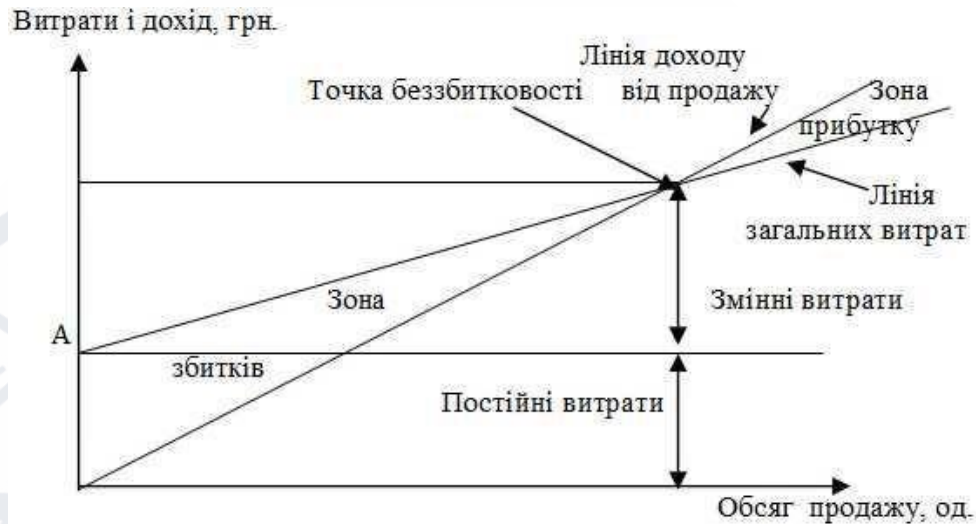 Витрати і дохід, грн.
Лінія доходу
від продажу
Точка беззбитковості
Зона
прибутку
Лінія
загальних витрат
Зона
збитків
Змінні витрати
А
Постійні витрати
Обсяг продажу, од.